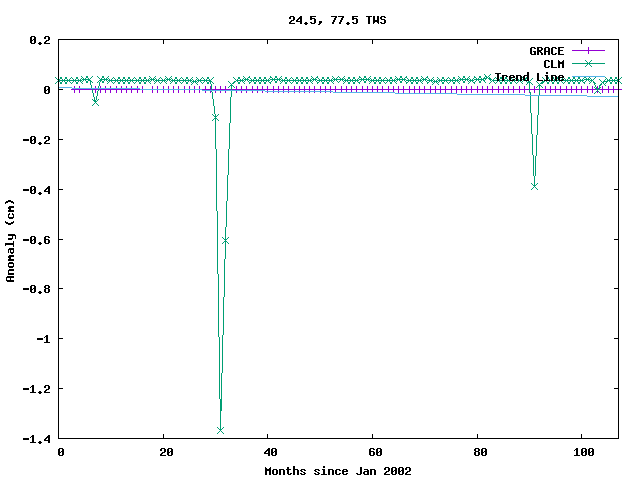 24.5, 77.5 TWS
GRACE
CLM
Trend Line
0.2
0
-0.2
-0.4
-0.6
-0.8
-1
-1.2
-1.4
Anomaly (cm)
0 20 40 60 80 100
Months since Jan 2002